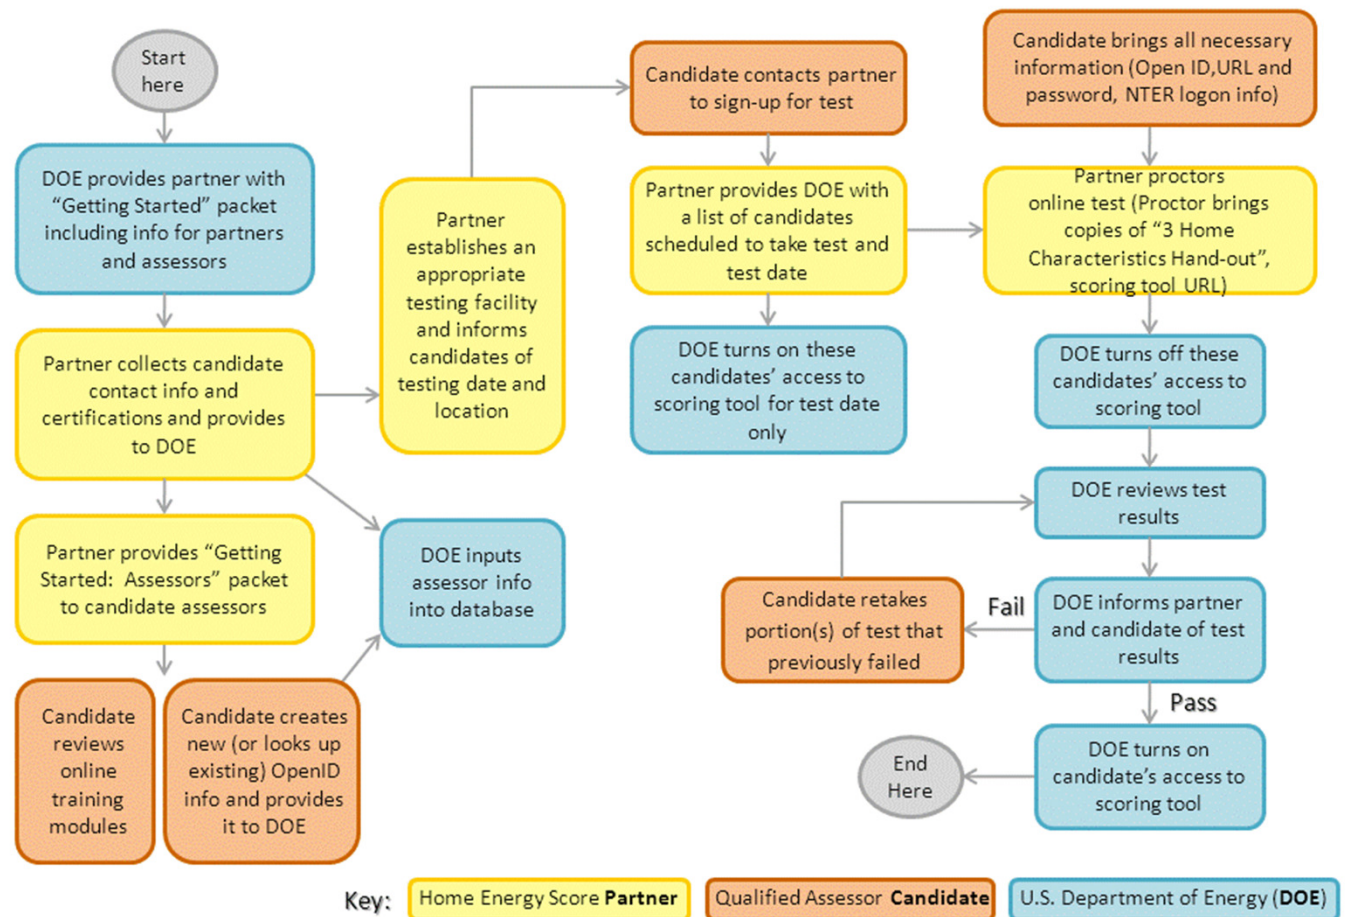 Start
here
DOE provides partner with
“Getting Started” packet
including info for partners
and assessors
Partner collects candidate
contact info and
certifications and provides
to DOE
Partner provides “Getting
Started:  Assessors” packet
to candidate assessors
Candidate
reviews
online
training
modules
Candidate creates
new (or looks up
existing) OpenID
info and provides
it to DOE
DOE inputs
assessor info
into database
Partner
establishes an
appropriate
testing facility
and informs
candidates of
testing date and
location
Candidate contacts partner
to sign-up for test
Partner provides DOE with
a list of candidates
scheduled to take test and
test date
DOE turns on these
candidates’ access to
scoring tool for test date
only
Candidate brings all necessary
information (Open ID,URL and
password, NTER logon info)
Partner proctors
online test (Proctor brings
copies of “3 Home
Characteristics Hand-out”,
scoring tool URL)
DOE turns off these
candidates’ access to
scoring tool
DOE reviews test
results
DOE informs partner
and candidate of test
results
Fail
Candidate retakes
portion(s) of test that
previously failed
Pass
DOE turns on
candidate’s access to
scoring tool
End
Here
Key:
Home Energy Score Partner
Qualified Assessor Candidate
U.S. Department of Energy (DOE)